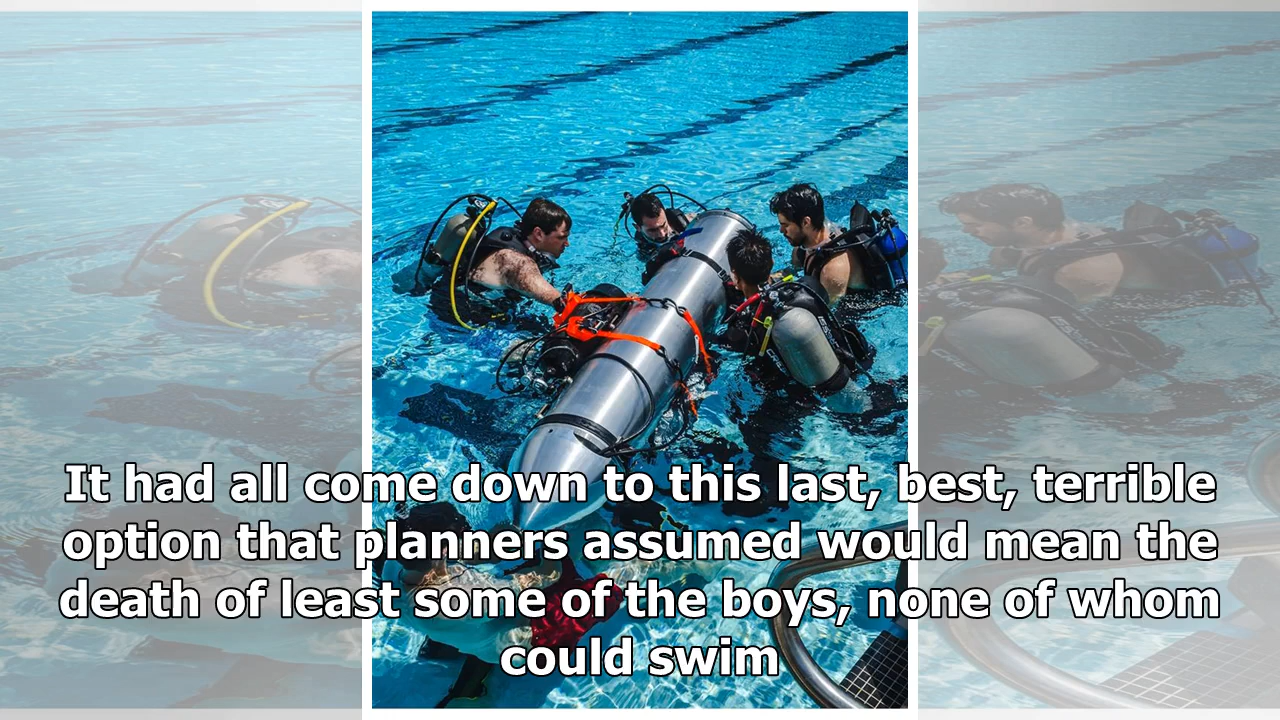 It had all come down to this last, best, terrible
option that planners assumed would mean the
death of least some of the boys, none of whom
could swim